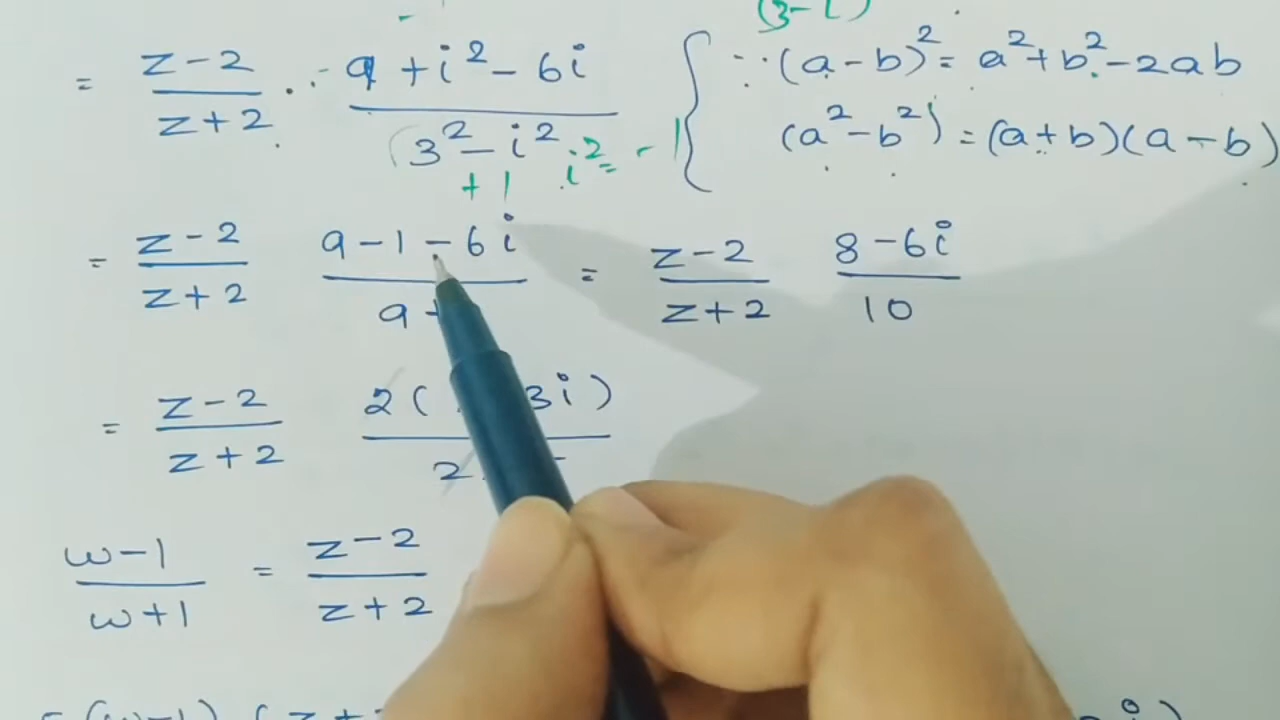 (3-i)
= z-2/z+2 · 9+i²-6i/3²-i² { ∵ (a-b)² = a²+b²-2ab
+1 i² = -1 (a²-b²) = (a+b)(a-b)
= z-2/z+2 9-1-6i/9+ = z-2/z+2 8-6i/10
= z-2/z+2 2( 3i)/2.
w-1/w+1 = z-2/z+2